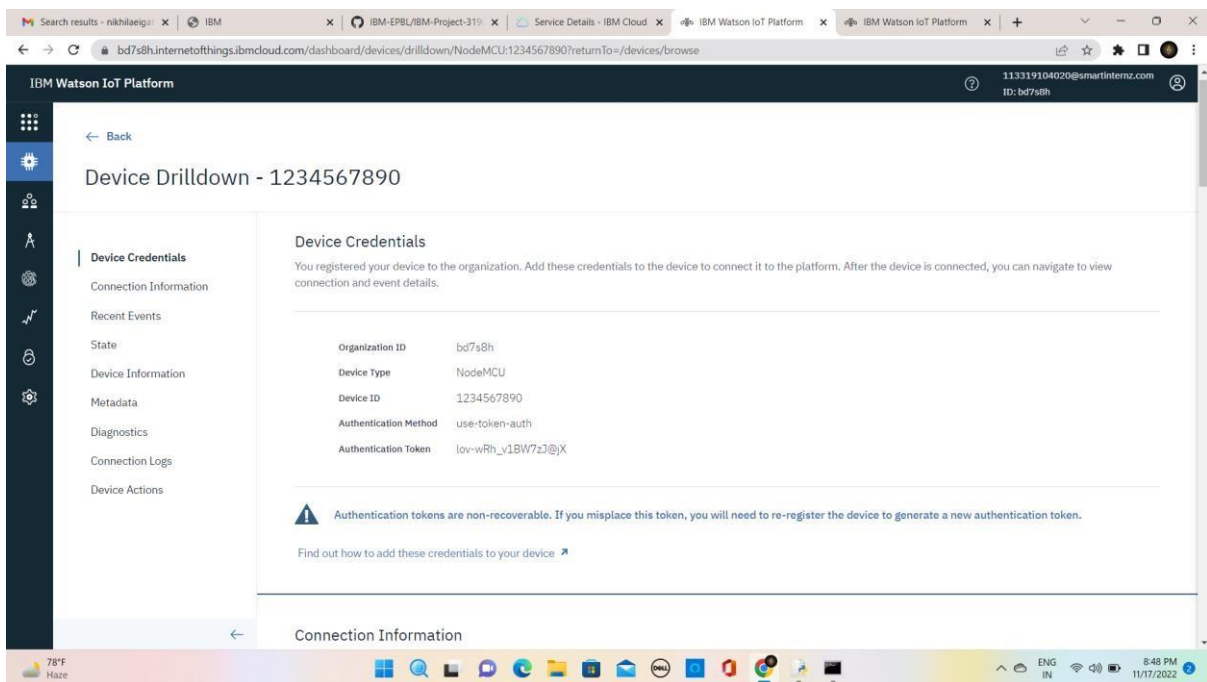 Search results - nikhilaeiga
IBM
IBM-EPBL/IBM-Project-319
Service Details - IBM Cloud
IBM Watson IoT Platform
IBM Watson IoT Platform
bd7s8h.internetofthings.ibmcloud.com/dashboard/devices/drilldown/NodeMCU:1234567890?returnTo=/devices/browse
IBM Watson IoT Platform
113319104020@smartinternz.com
ID: bd7s8h
Back
Device Drilldown - 1234567890
Device Credentials
Connection Information
Recent Events
State
Device Information
Metadata
Diagnostics
Connection Logs
Device Actions
Device Credentials
You registered your device to the organization. Add these credentials to the device to connect it to the platform. After the device is connected, you can navigate to view
connection and event details.
Organization ID bd7s8h
Device Type NodeMCU
Device ID 1234567890
Authentication Method use-token-auth
Authentication Token lov-wRh_v1BW7zJ@jX
Authentication tokens are non-recoverable. If you misplace this token, you will need to re-register the device to generate a new authentication token.
Find out how to add these credentials to your device
Connection Information
78°F
Haze
DELL
ENG
IN
8:48 PM
11/17/2022
2